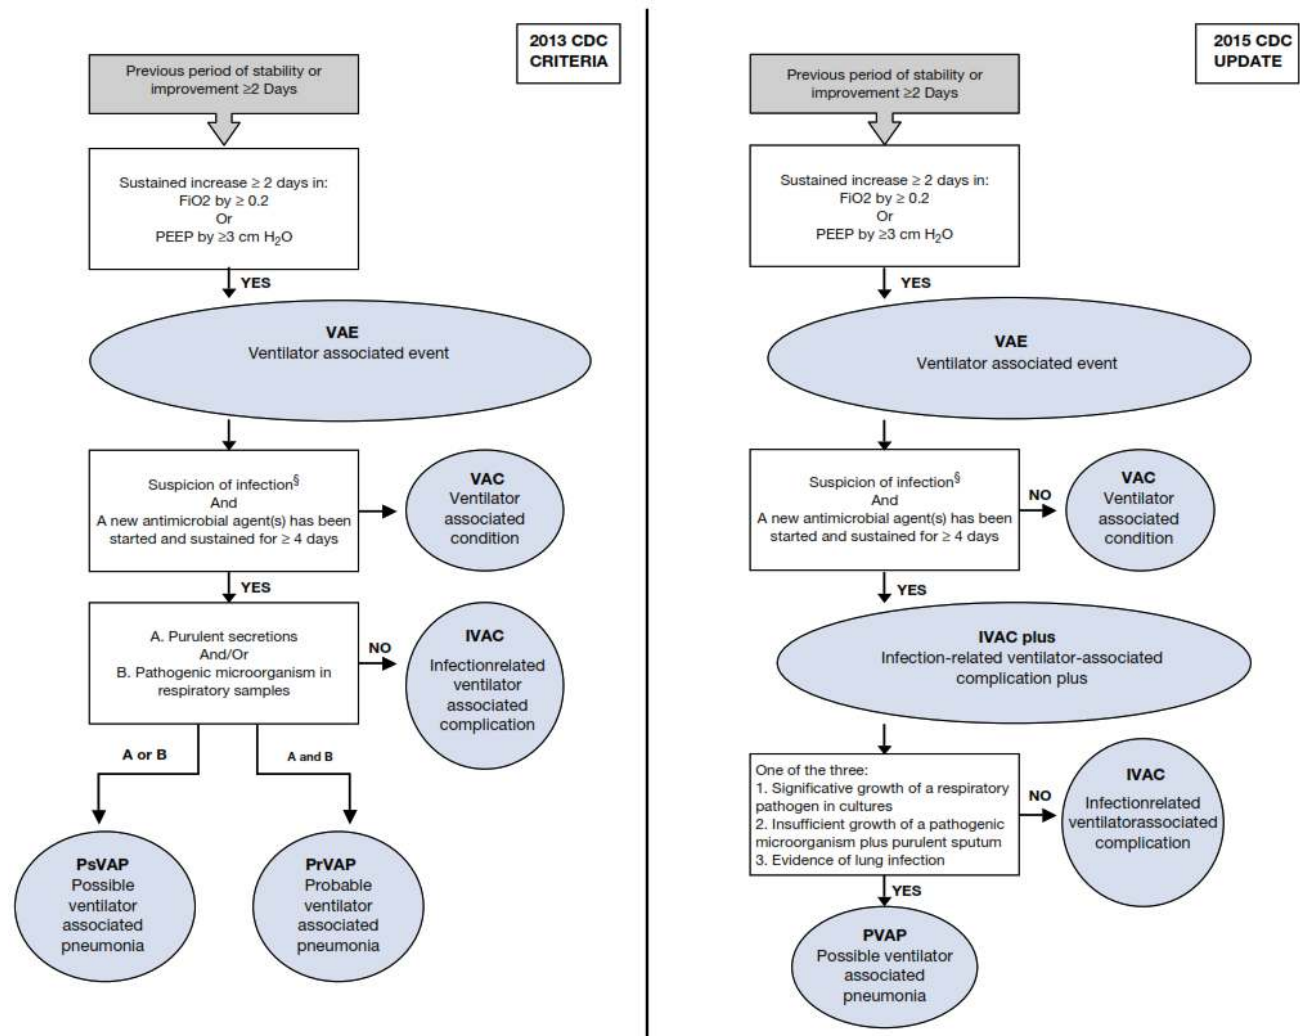 2013 CDC
CRITERIA
Previous period of stability or
improvement ≥2 Days
Sustained increase ≥ 2 days in:
FiO2 by ≥ 0.2
Or
PEEP by ≥3 cm H₂O
YES
VAE
Ventilator associated event
Suspicion of infection§
And
A new antimicrobial agent(s) has been
started and sustained for ≥ 4 days
VAC
Ventilator
associated
condition
YES
A. Purulent secretions
And/Or
B. Pathogenic microorganism in
respiratory samples
NO
IVAC
Infectionrelated
ventilator
associated
complication
A or B
A and B
PsVAP
Possible
ventilator
associated
pneumonia
PrVAP
Probable
ventilator
associated
pneumonia
2015 CDC
UPDATE
Previous period of stability or
improvement ≥2 Days
Sustained increase ≥ 2 days in:
FiO2 by ≥ 0.2
Or
PEEP by ≥3 cm H₂O
YES
VAE
Ventilator associated event
Suspicion of infection§
And
A new antimicrobial agent(s) has been
started and sustained for ≥ 4 days
NO
VAC
Ventilator
associated
condition
YES
IVAC plus
Infection-related ventilator-associated
complication plus
One of the three:
1. Significative growth of a respiratory
pathogen in cultures
2. Insufficient growth of a pathogenic
microorganism plus purulent sputum
3. Evidence of lung infection
NO
IVAC
Infectionrelated
ventilatorassociated
complication
YES
PVAP
Possible ventilator
associated
pneumonia